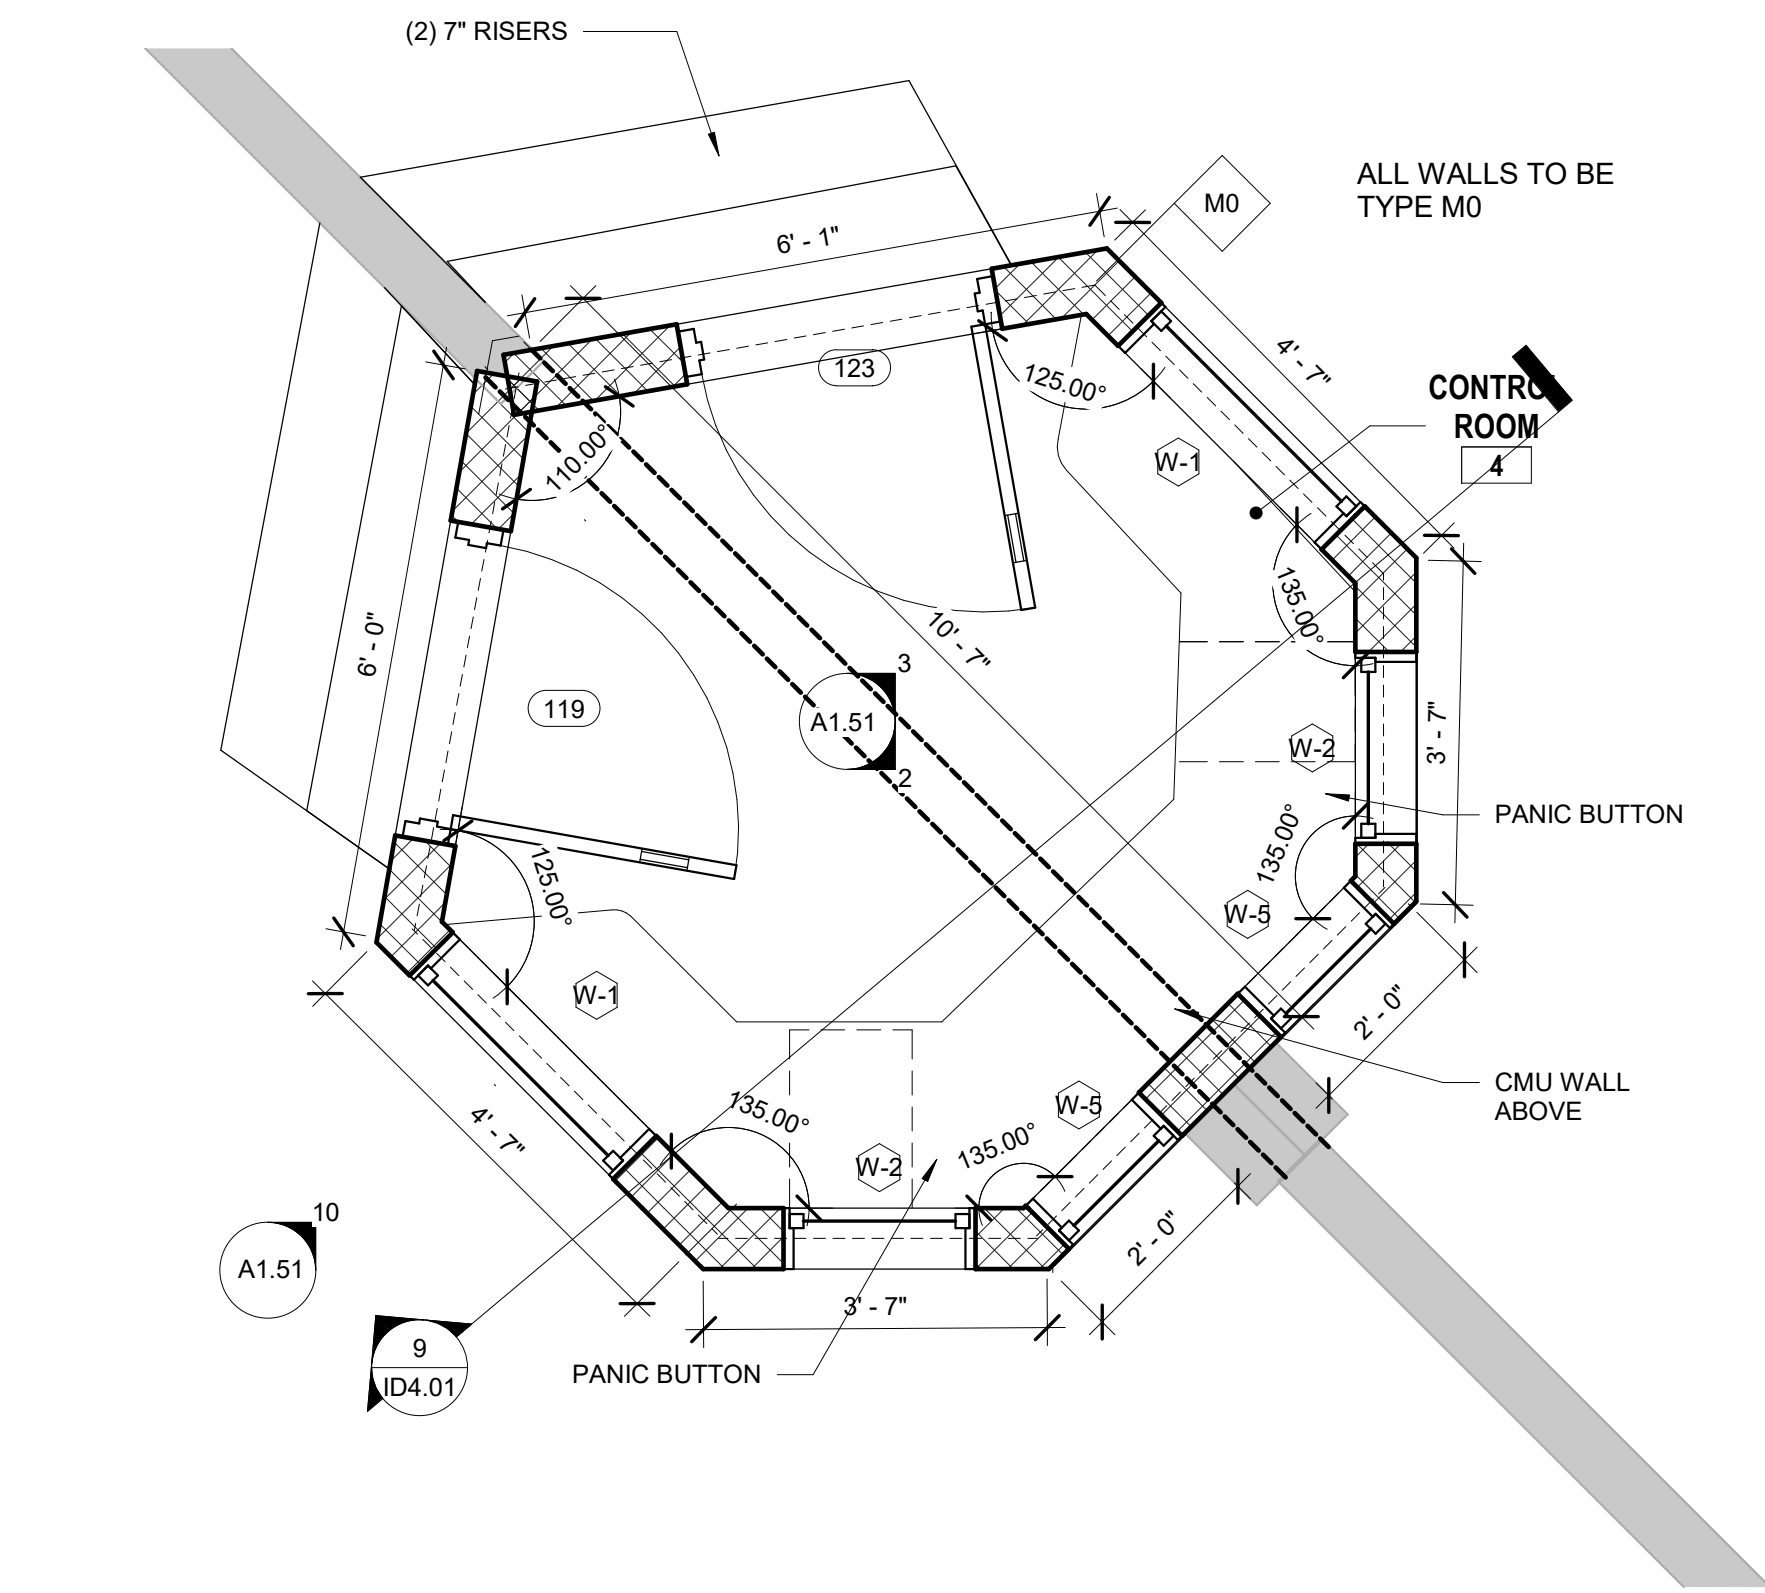 (2) 7" RISERS
ALL WALLS TO BE
TYPE M0
M0
6' - 1"
4' - 7"
123
125.00°
CONTRO
ROOM
4
W-1
110.00°
135.00°
10' - 7"
6' - 0"
3
A1.51
2
119
3' - 7"
W-2
PANIC BUTTON
135.00°
125.00°
W-5
W-1
2' - 0"
CMU WALL
ABOVE
W-5
135.00°
4' - 7"
135.00°
W-2
10
A1.51
2' - 0"
3' - 7"
9
ID4.01
PANIC BUTTON